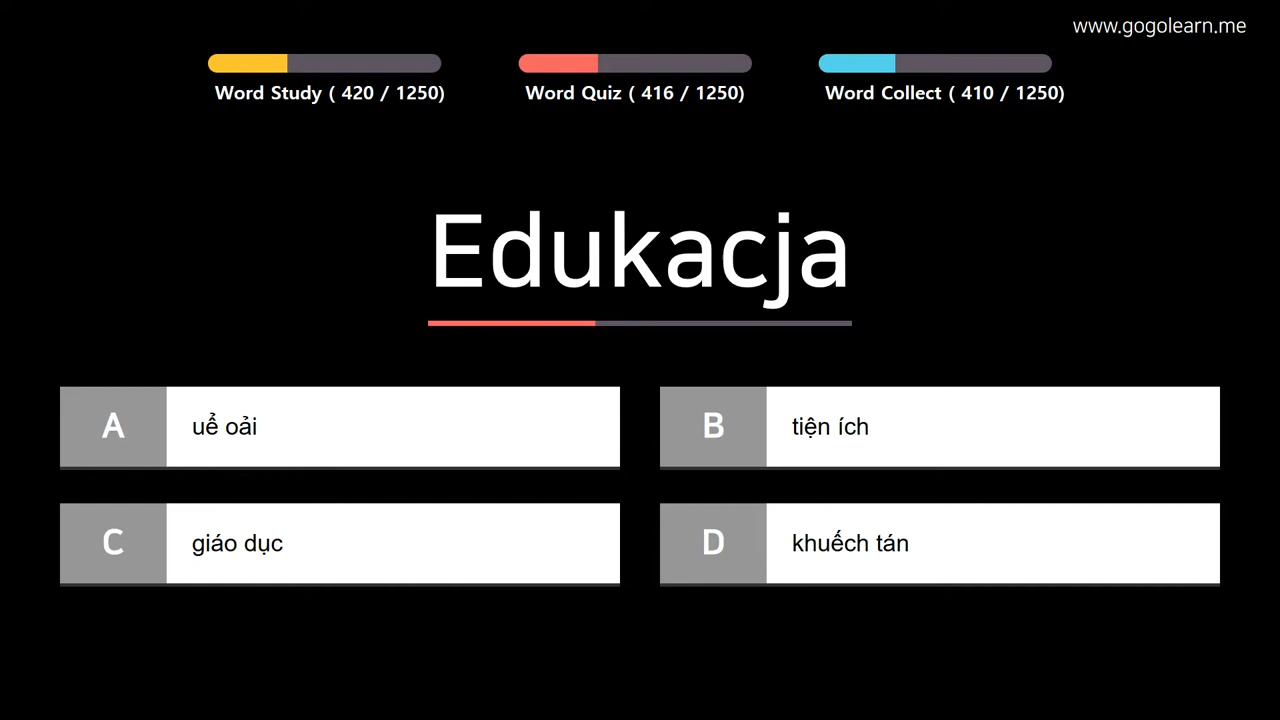 www.gogolearn.me
Word Study ( 420 / 1250)
Word Quiz ( 416 / 1250)
Word Collect ( 410 / 1250)
Edukacja
A uể oải
B tiện ích
C giáo dục
D khuếch tán